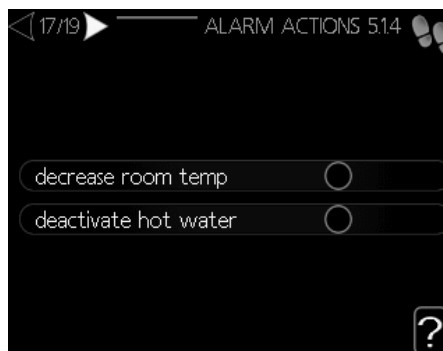 17/19 ALARM ACTIONS 5.1.4
decrease room temp
deactivate hot water
?